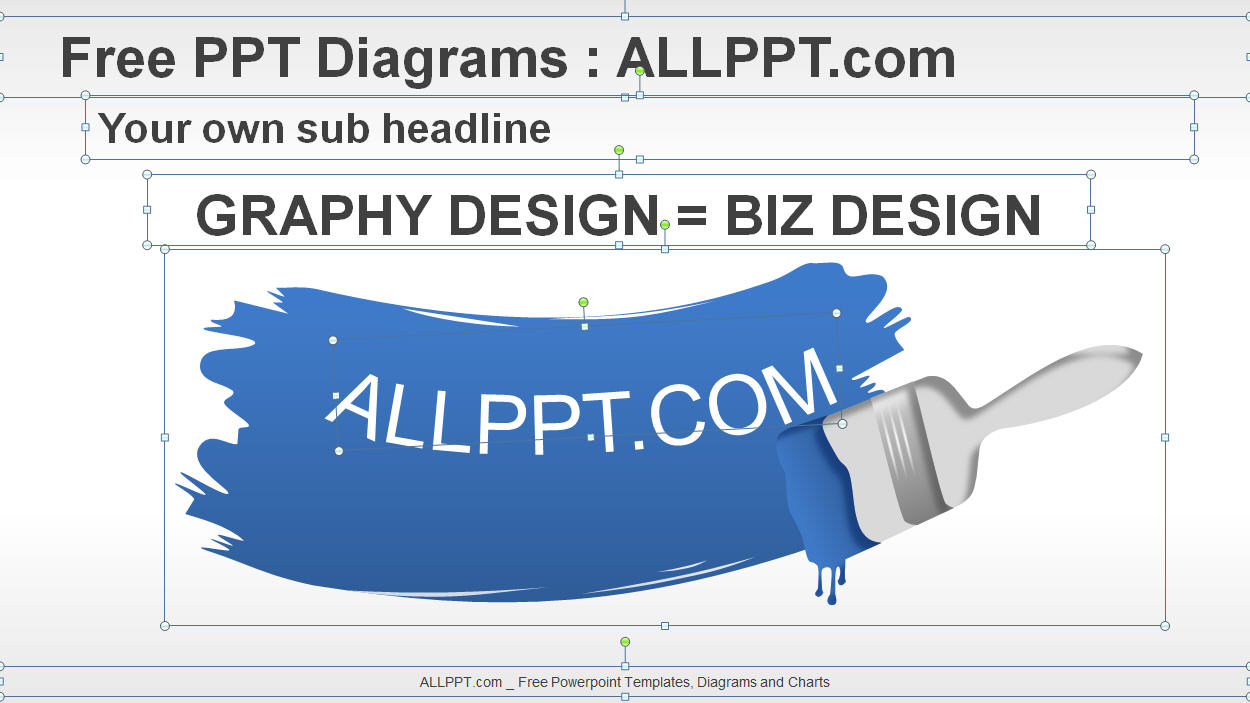 Free PPT Diagrams : ALLPPT.com
Your own sub headline
GRAPHY DESIGN = BIZ DESIGN
ALLPPT.COM
ALLPPT.com _ Free Powerpoint Templates, Diagrams and Charts